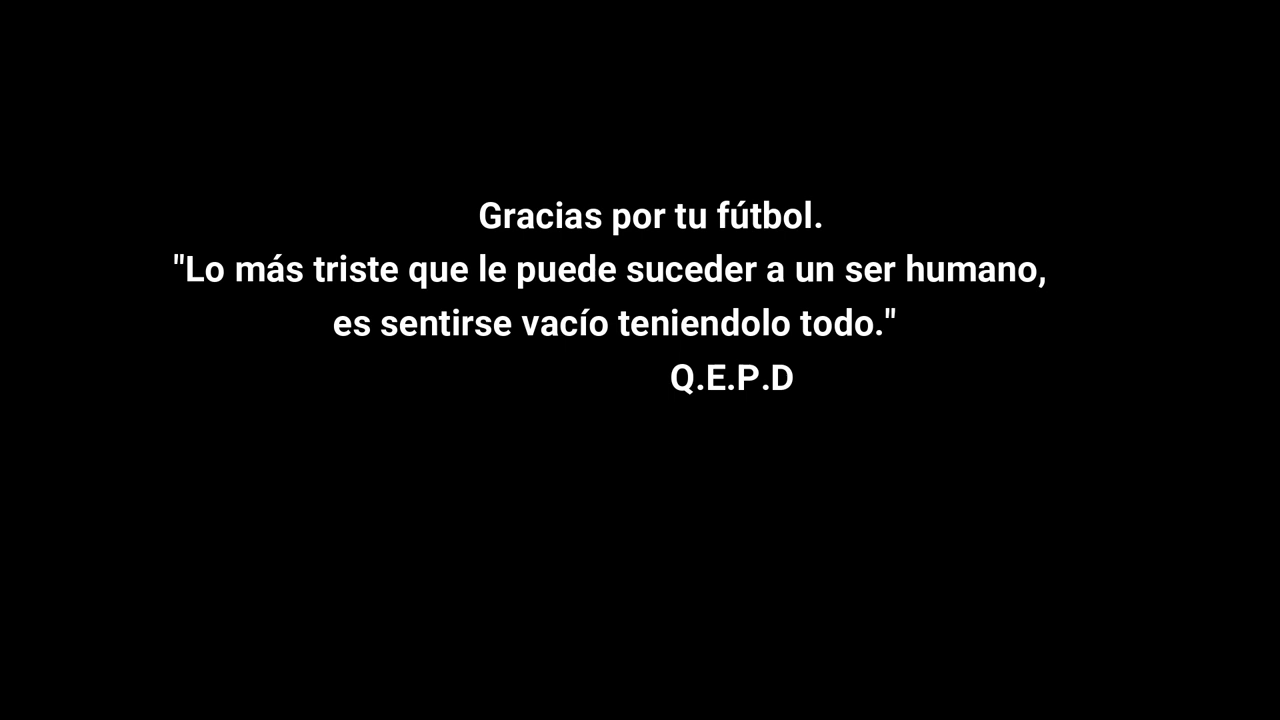 Gracias por tu fútbol.
"Lo más triste que le puede suceder a un ser humano,
es sentirse vacío teniendolo todo."
Q.E.P.D